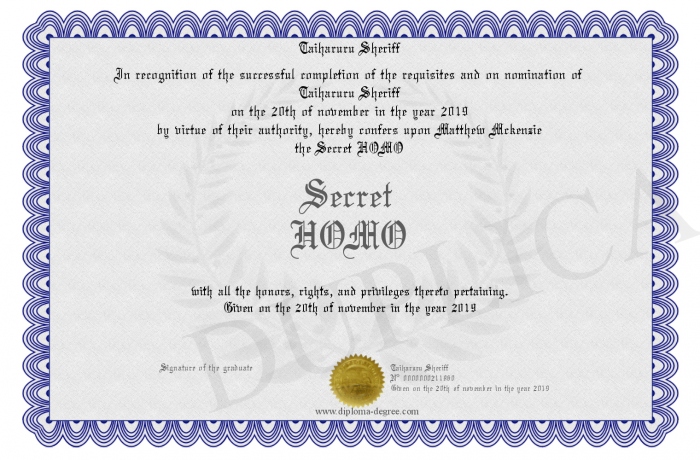 Taiharuru Sheriff
In recognition of the successful completion of the requisites and on nomination of
Taiharuru Sheriff
on the 20th of november in the year 2019
by virtue of their authority, hereby confers upon Matthew Mckenzie
the Secret HOMO
Secret
HOMO
with all the honors, rights, and privileges thereto pertaining.
Given on the 20th of november in the year 2019
DUPLICA
Signature of the graduate
Taiharuru Sheriff
Nº 0000000211960
Given on the 20th of november in the year 2019
www.diploma-degree.com